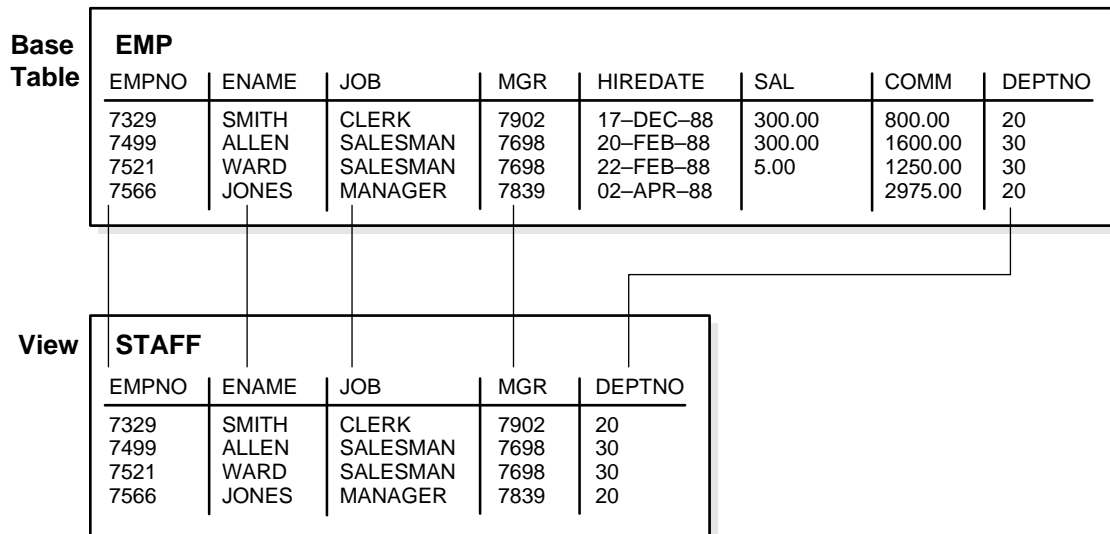 Base Table
EMP
EMPNO ENAME JOB MGR HIREDATE SAL COMM DEPTNO
7329 SMITH CLERK 7902 17–DEC–88 300.00 800.00 20
7499 ALLEN SALESMAN 7698 20–FEB–88 300.00 1600.00 30
7521 WARD SALESMAN 7698 22–FEB–88 5.00 1250.00 30
7566 JONES MANAGER 7839 02–APR–88 2975.00 20
View
STAFF
EMPNO ENAME JOB MGR DEPTNO
7329 SMITH CLERK 7902 20
7499 ALLEN SALESMAN 7698 30
7521 WARD SALESMAN 7698 30
7566 JONES MANAGER 7839 20